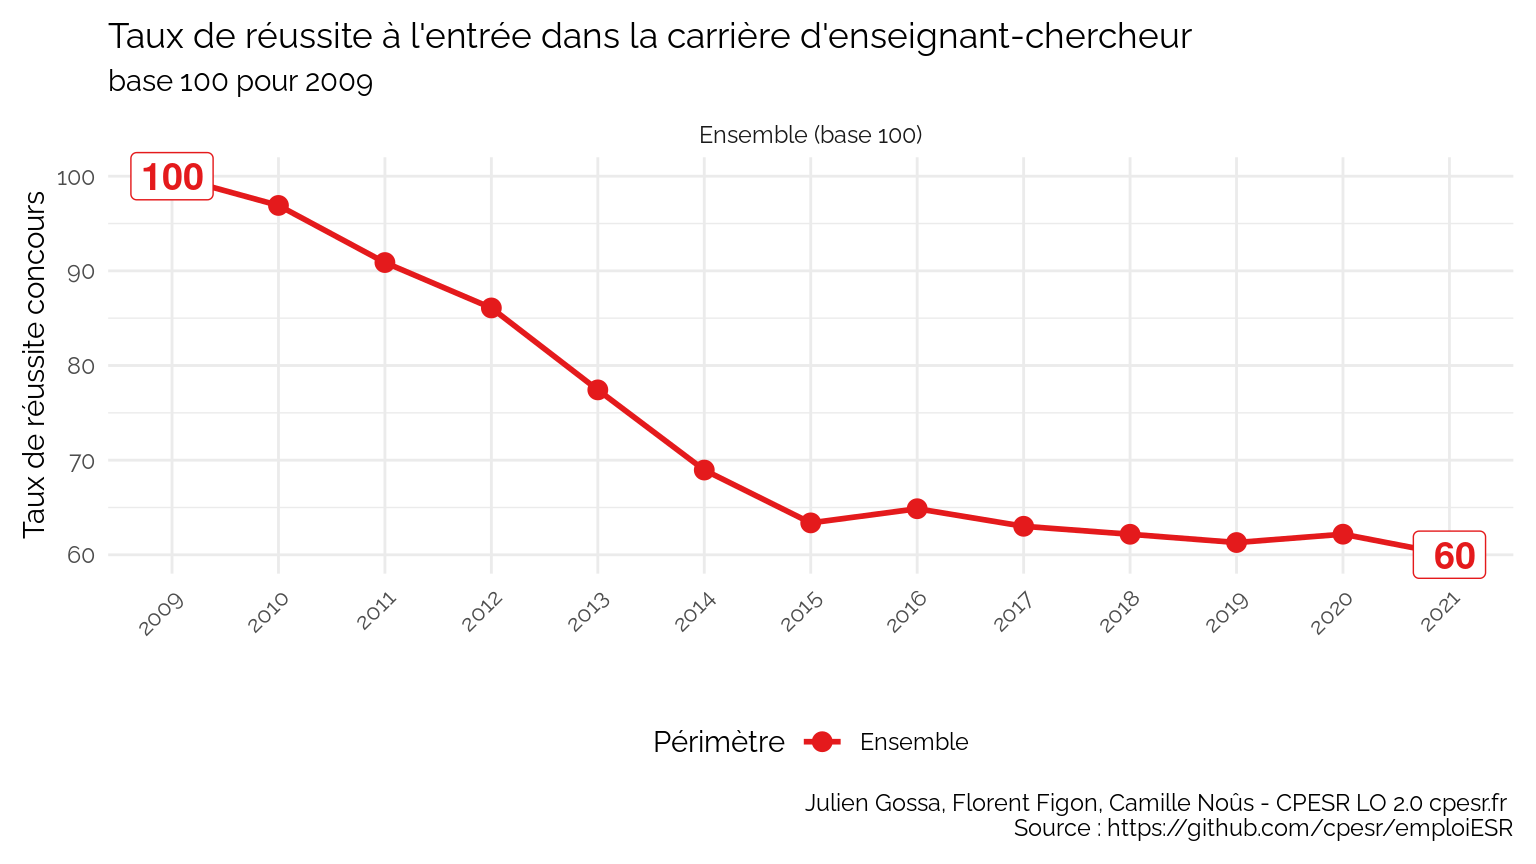 Taux de réussite à l'entrée dans la carrière d'enseignant-chercheur
base 100 pour 2009
Ensemble (base 100)
Taux de réussite concours
100
90
80
70
60
100
60
2009
2010
2011
2012
2013
2014
2015
2016
2017
2018
2019
2020
2021
Périmètre
Ensemble
Julien Gossa, Florent Figon, Camille Noûs - CPESR LO 2.0 cpesr.fr
Source : https://github.com/cpesr/emploiESR